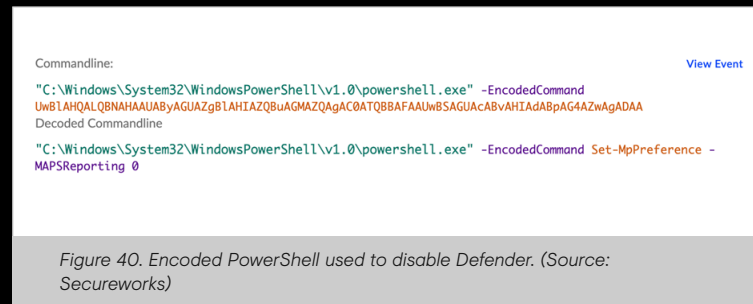 Commandline:
View Event
"C:\Windows\System32\WindowsPowerShell\v1.0\powershell.exe" -EncodedCommand
UwBlAHQALQBNAHAAUAByAGUAZgBlAHIAZQBuAGMAZQAgAC0ATQBBAFAAUwBSAGUAcABvAHIAdABpAG4AZwAgADAA
Decoded Commandline
"C:\Windows\System32\WindowsPowerShell\v1.0\powershell.exe" -EncodedCommand Set-MpPreference -
MAPSReporting 0
Figure 40. Encoded PowerShell used to disable Defender. (Source:
Secureworks)